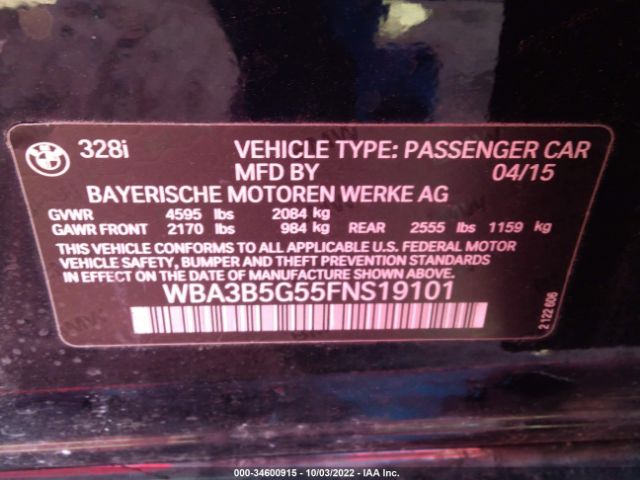 328i VEHICLE TYPE: PASSENGER CAR
MFD BY 04/15
BAYERISCHE MOTOREN WERKE AG
GVWR 4595 lbs 2084 kg
GAWR FRONT 2170 lbs 984 kg REAR 2555 lbs 1159 kg
THIS VEHICLE CONFORMS TO ALL APPLICABLE U.S. FEDERAL MOTOR
VEHICLE SAFETY, BUMPER AND THEFT PREVENTION STANDARDS
IN EFFECT ON THE DATE OF MANUFACTURE SHOWN ABOVE.
WBA3B5G55FNS19101
2 122 606
000-34600915 - 10/03/2022 - IAA Inc.